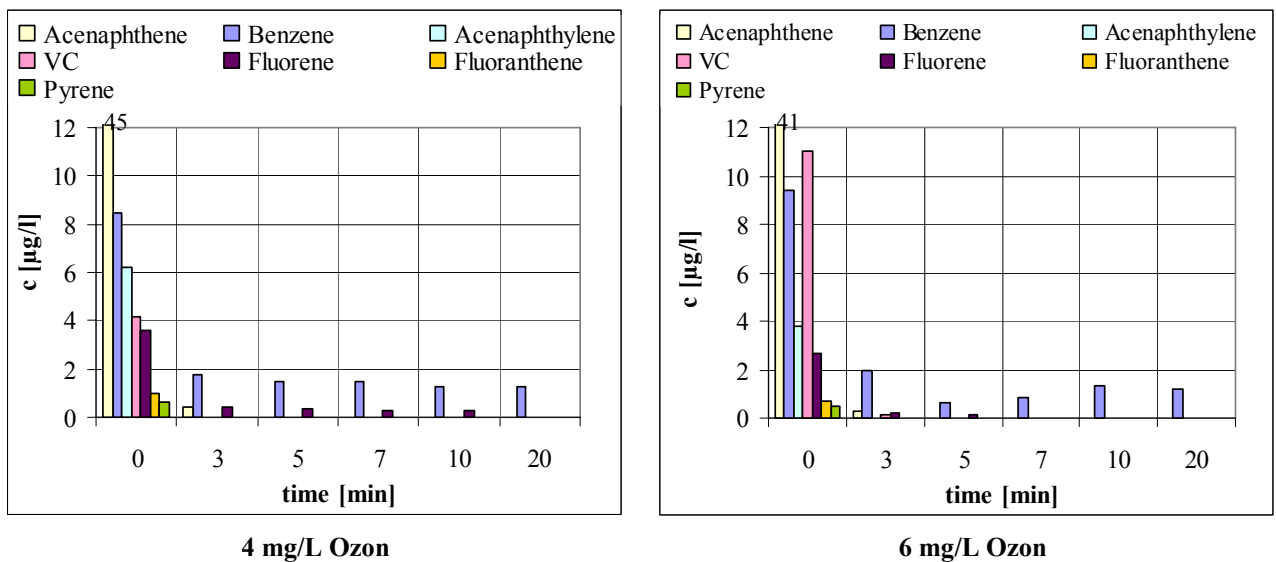 Acenaphthene Benzene Acenaphthylene
VC Fluorene Fluoranthene
Pyrene
45
12
10
8
6
4
2
0
c [µg/l]
0 3 5 7 10 20
time [min]
4 mg/L Ozon
Acenaphthene Benzene Acenaphthylene
VC Fluorene Fluoranthene
Pyrene
41
12
10
8
6
4
2
0
c [µg/l]
0 3 5 7 10 20
time [min]
6 mg/L Ozon